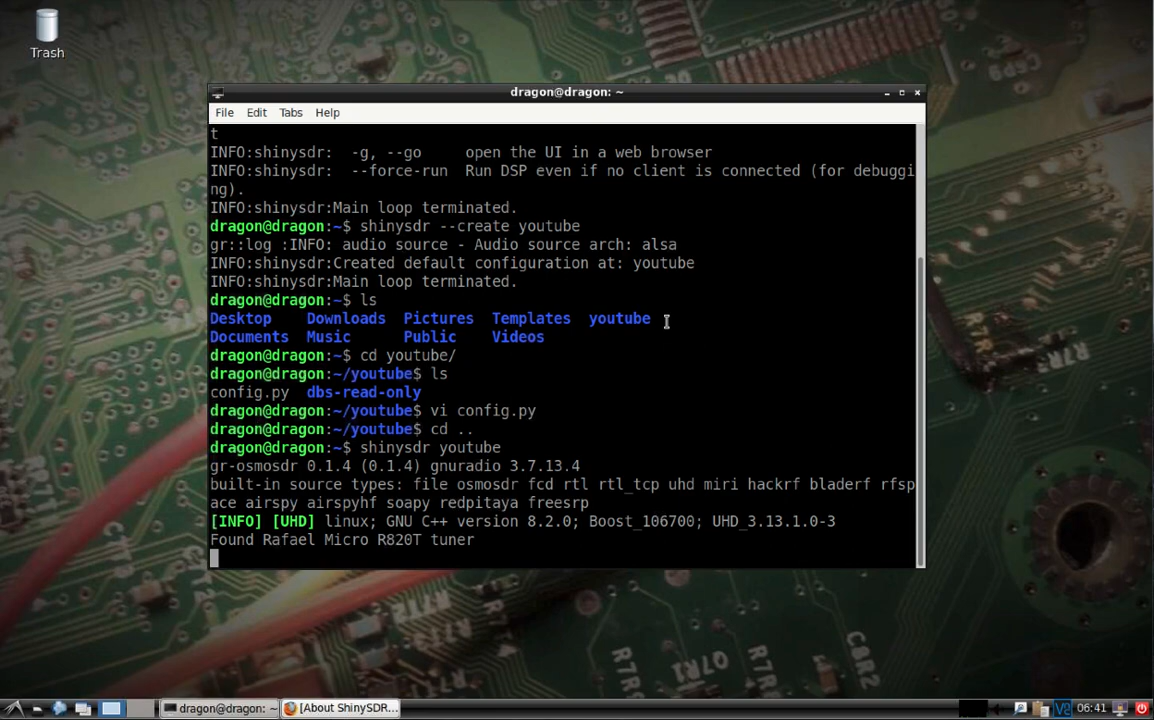 Trash
dragon@dragon: ~
File Edit Tabs Help
t
INFO:shinysdr:  -g, --go     open the UI in a web browser
INFO:shinysdr:  --force-run  Run DSP even if no client is connected (for debuggi
ng).
INFO:shinysdr:Main loop terminated.
dragon@dragon:~$ shinysdr --create youtube
gr::log :INFO: audio source - Audio source arch: alsa
INFO:shinysdr:Created default configuration at: youtube
INFO:shinysdr:Main loop terminated.
dragon@dragon:~$ ls
Desktop    Downloads  Pictures  Templates  youtube
Documents  Music      Public    Videos
dragon@dragon:~$ cd youtube/
dragon@dragon:~/youtube$ ls
config.py  dbs-read-only
dragon@dragon:~/youtube$ vi config.py
dragon@dragon:~/youtube$ cd ..
dragon@dragon:~$ shinysdr youtube
gr-osmosdr 0.1.4 (0.1.4) gnuradio 3.7.13.4
built-in source types: file osmosdr fcd rtl rtl_tcp uhd miri hackrf bladerf rfsp
ace airspy airspyhf soapy redpitaya freesrp
[INFO] [UHD] linux; GNU C++ version 8.2.0; Boost_106700; UHD_3.13.1.0-3
Found Rafael Micro R820T tuner
dragon@dragon: ~ [About ShinySDR... 06:41